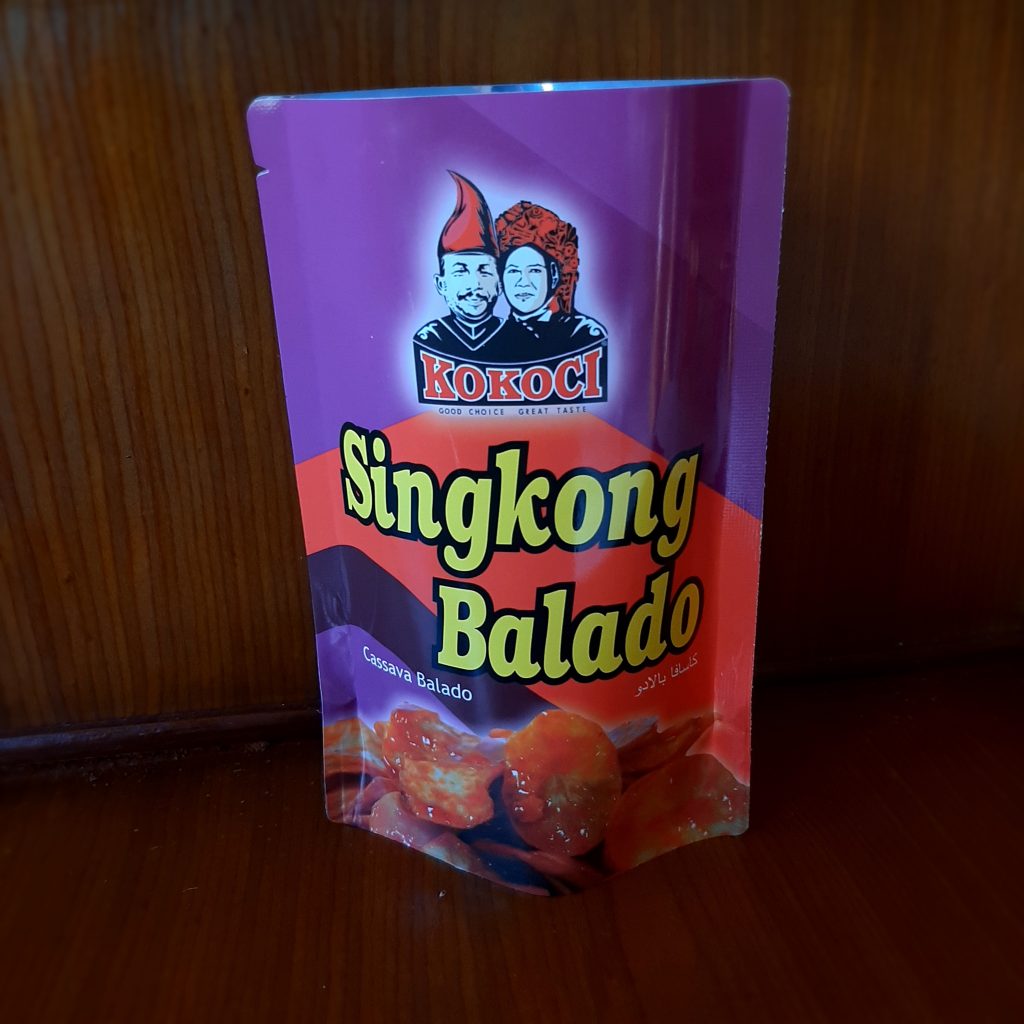 KOKOCI
GOOD CHOICE GREAT TASTE
Singkong
Balado
Cassava Balado
كاسافا بالادو